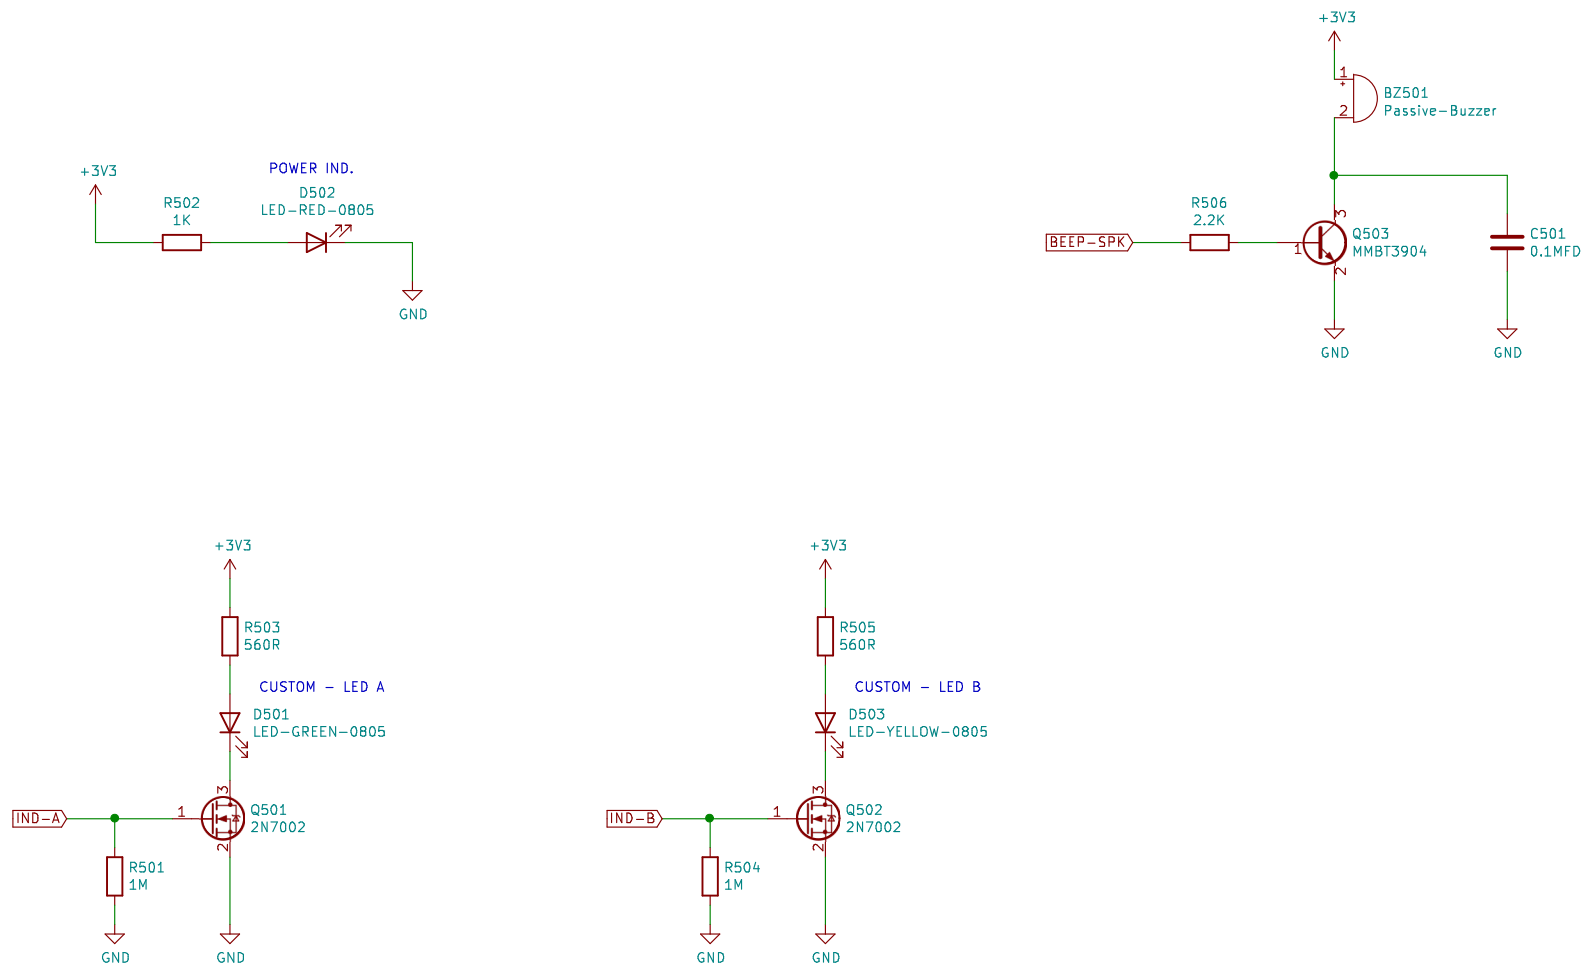 +3V3
POWER IND.
R502
1K
D502
LED-RED-0805
GND
+3V3
1
+
2
BZ501
Passive-Buzzer
BEEP-SPK
R506
2.2K
3
1
2
Q503
MMBT3904
C501
0.1MFD
GND
GND
+3V3
R503
560R
CUSTOM - LED A
D501
LED-GREEN-0805
IND-A
1
3
2
Q501
2N7002
R501
1M
GND
GND
+3V3
R505
560R
CUSTOM - LED B
D503
LED-YELLOW-0805
IND-B
1
3
2
Q502
2N7002
R504
1M
GND
GND